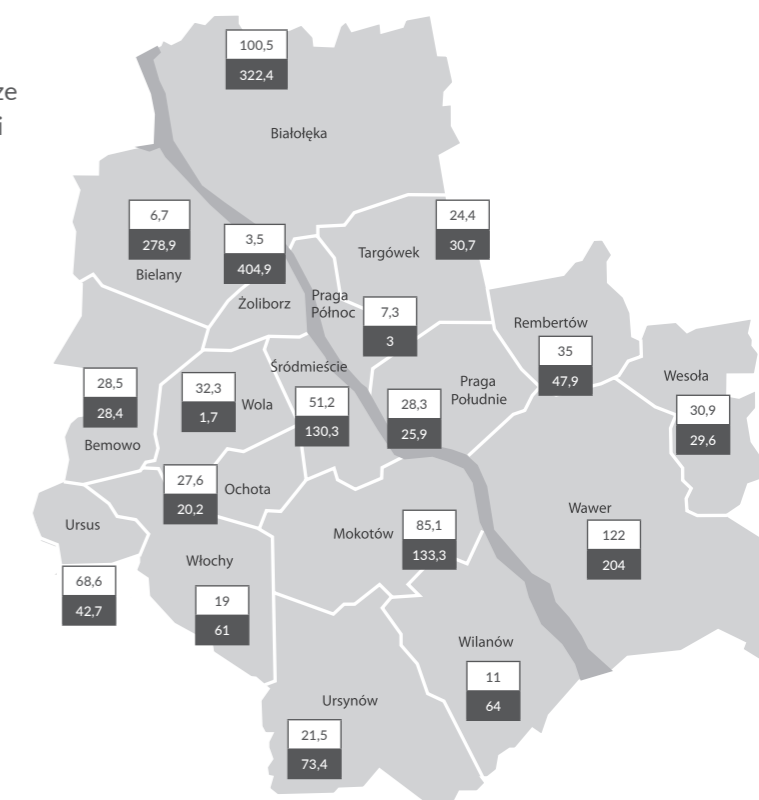 ze
i
100,5
322,4
Białołęka
6,7
278,9
Bielany
3,5
404,9
Żoliborz
24,4
30,7
Targówek
Praga
Północ
7,3
3
Rembertów
35
47,9
Wesoła
30,9
29,6
28,5
28,4
Bemowo
32,3
1,7
Wola
Śródmieście
51,2
130,3
28,3
25,9
Praga
Południe
27,6
20,2
Ochota
Ursus
68,6
42,7
Włochy
19
61
Mokotów
85,1
133,3
Wawer
122
204
Wilanów
11
64
Ursynów
21,5
73,4